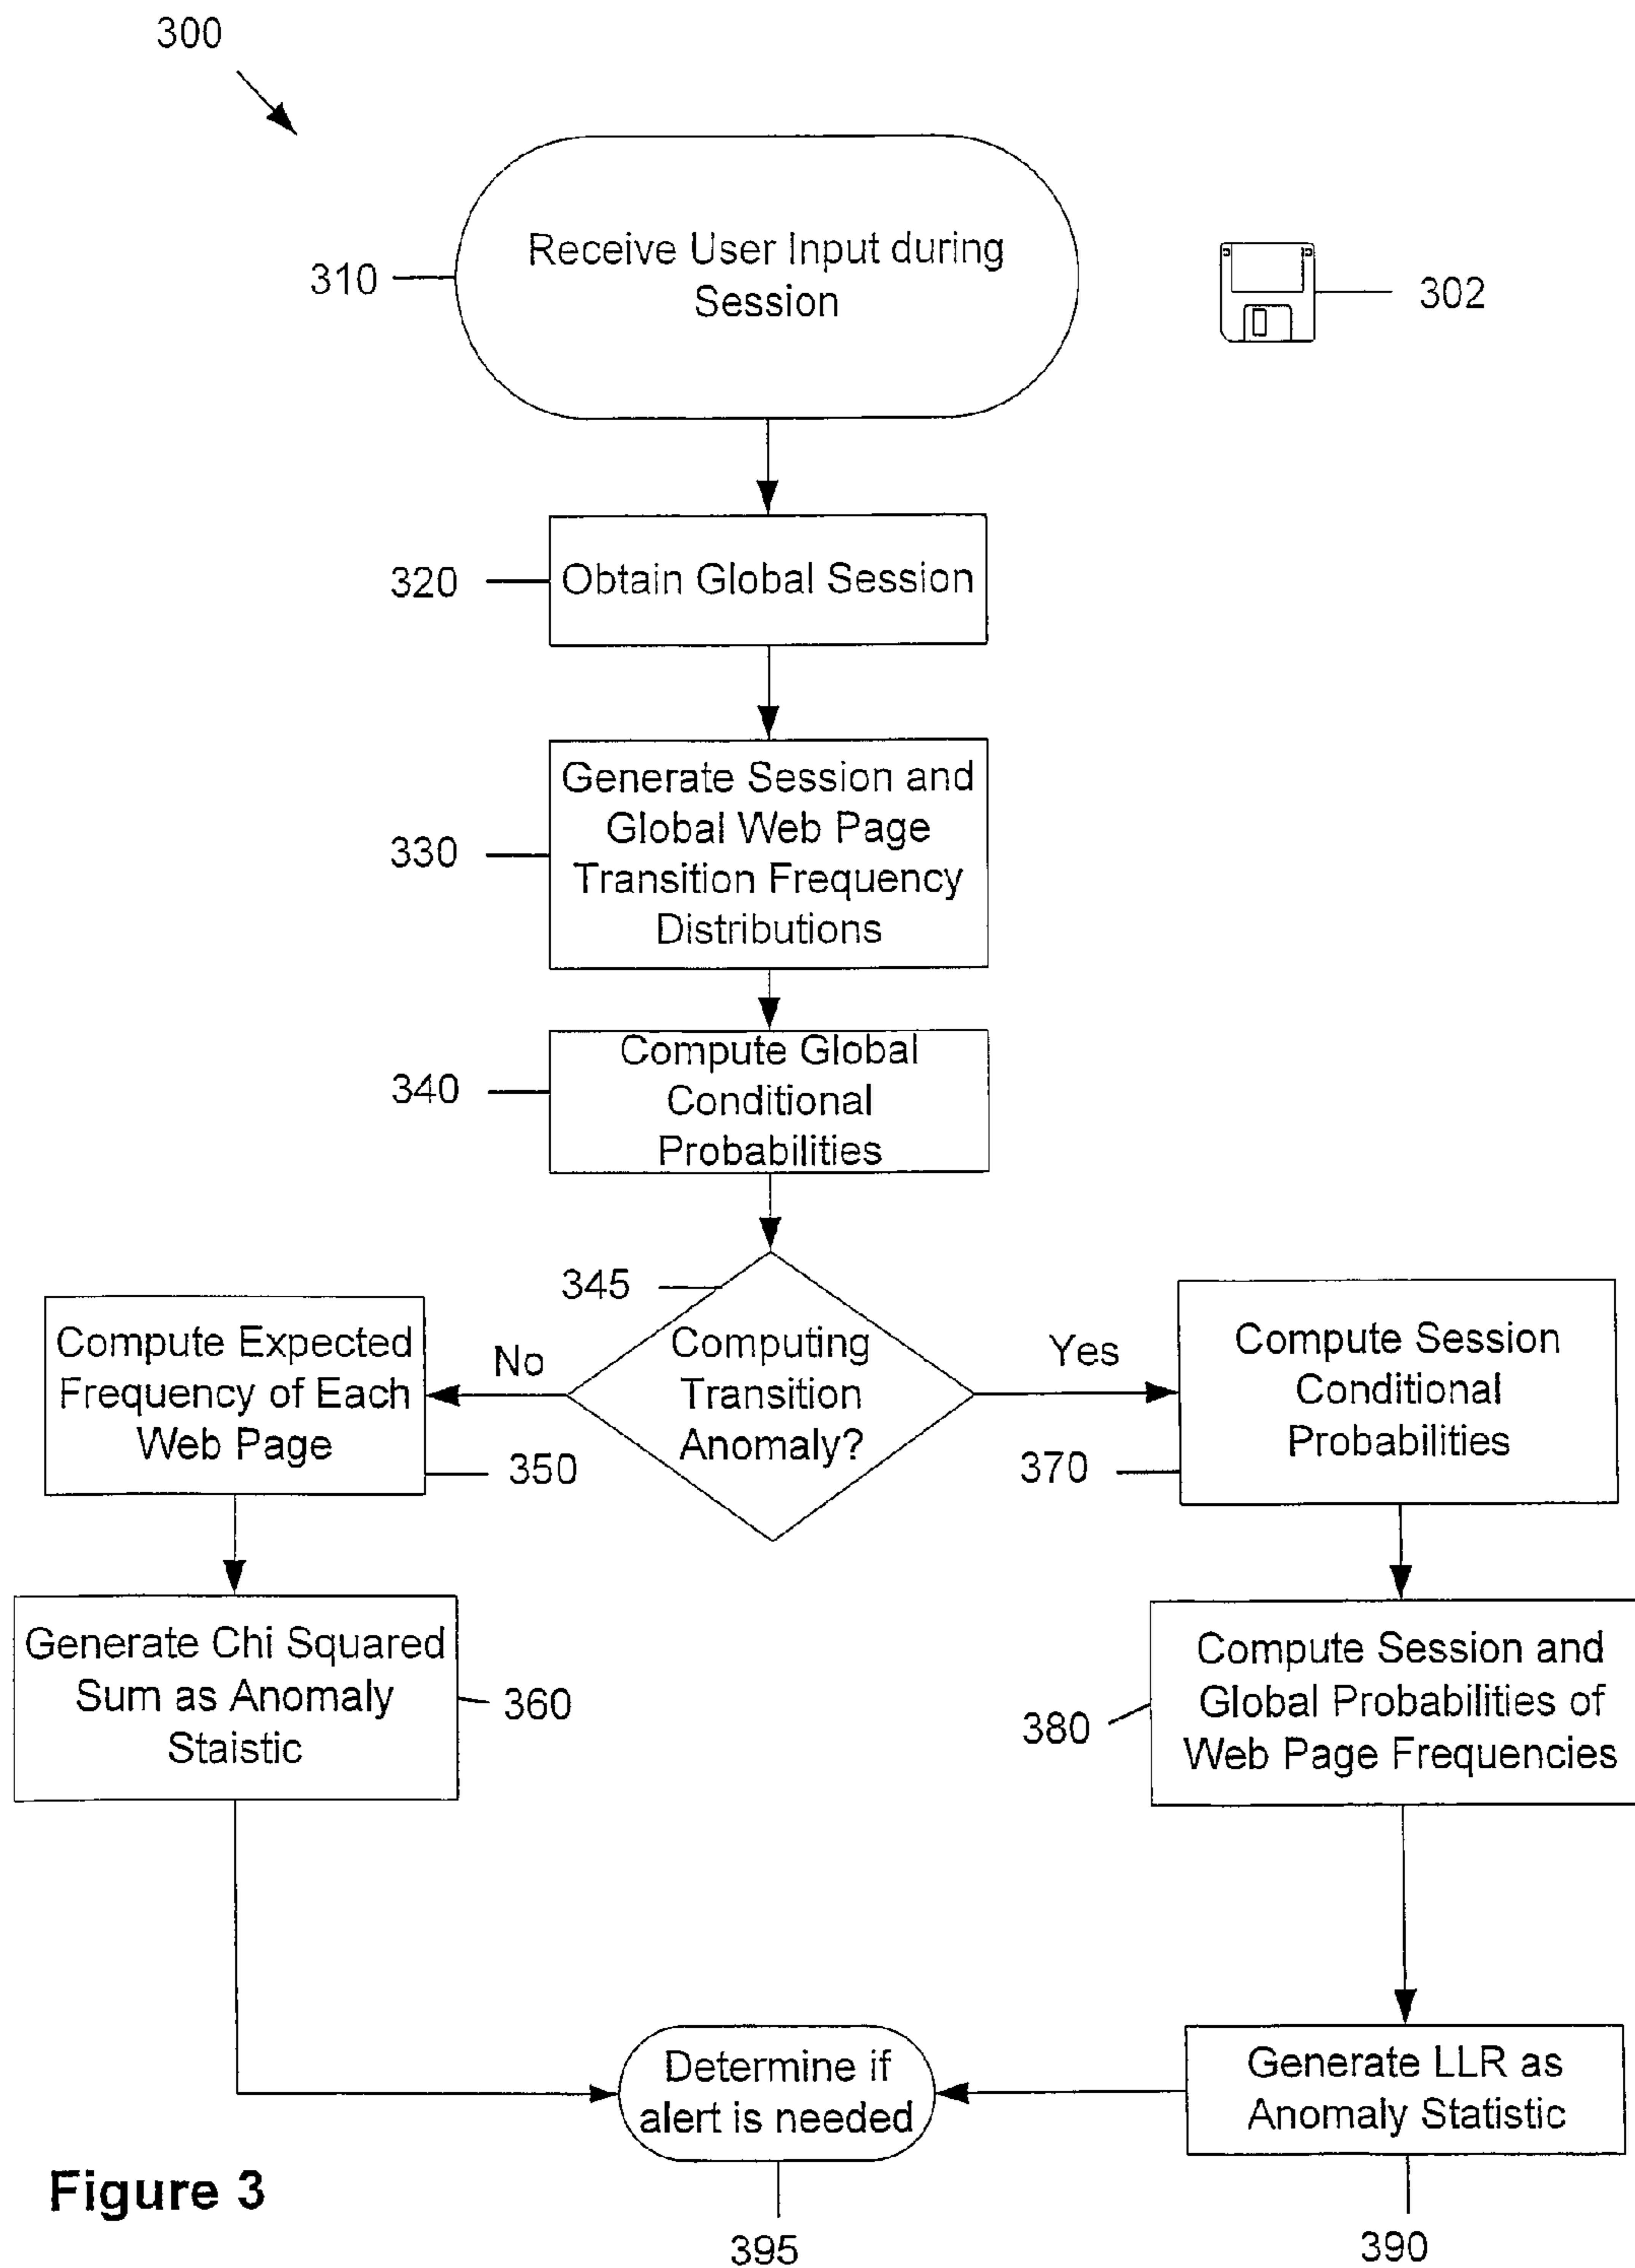 300
Receive User Input during
Session
310
302
320
Obtain Global Session
Generate Session and
Global Web Page
Transition Frequency
Distributions
330
Compute Global
Conditional
Probabilities
340
345
Computing
Transition
Anomaly?
No
Yes
Compute Expected
Frequency of Each
Web Page
350
Compute Session
Conditional
Probabilities
370
Generate Chi Squared
Sum as Anomaly
Staistic
360
Compute Session and
Global Probabilities of
Web Page Frequencies
380
Determine if
alert is needed
395
Generate LLR as
Anomaly Statistic
390
Figure 3